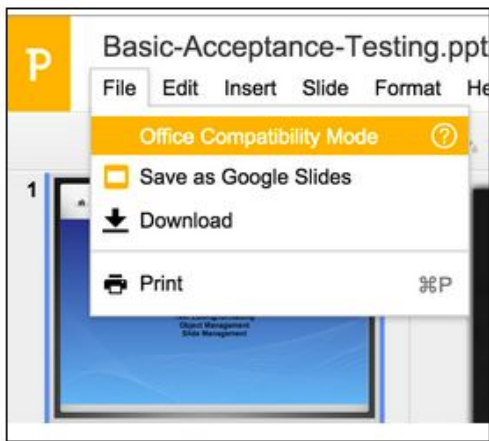 P
Basic-Acceptance-Testing.ppt
File Edit Insert Slide Format He
Office Compatibility Mode ?
1
Save as Google Slides
Download
Print ⌘P
Object Management
Slide Management